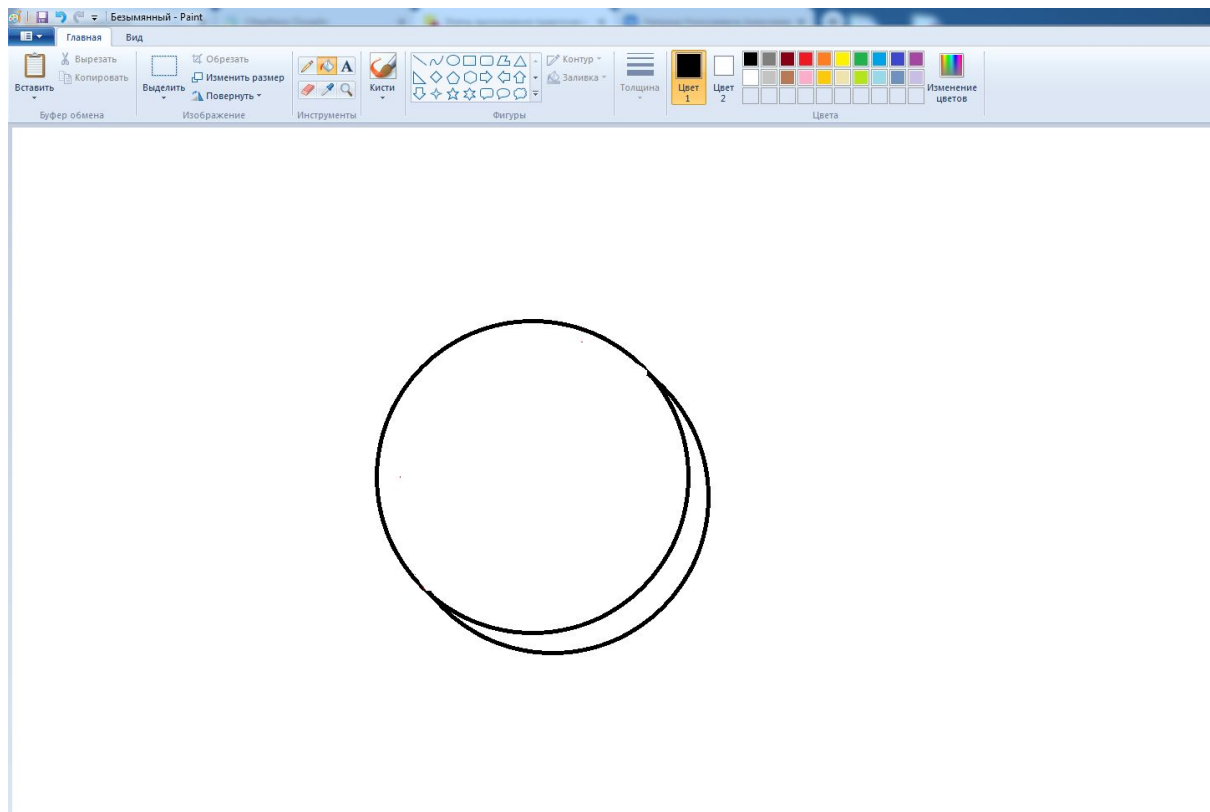 Безымянный - Paint
Главная Вид
Вставить
Вырезать
Копировать
Буфер обмена
Выделить
Обрезать
Изменить размер
Повернуть
Изображение
A
Инструменты
Кисти
Контур
Заливка
Фигуры
Толщина
Цвет 1
Цвет 2
Изменение цветов
Цвета